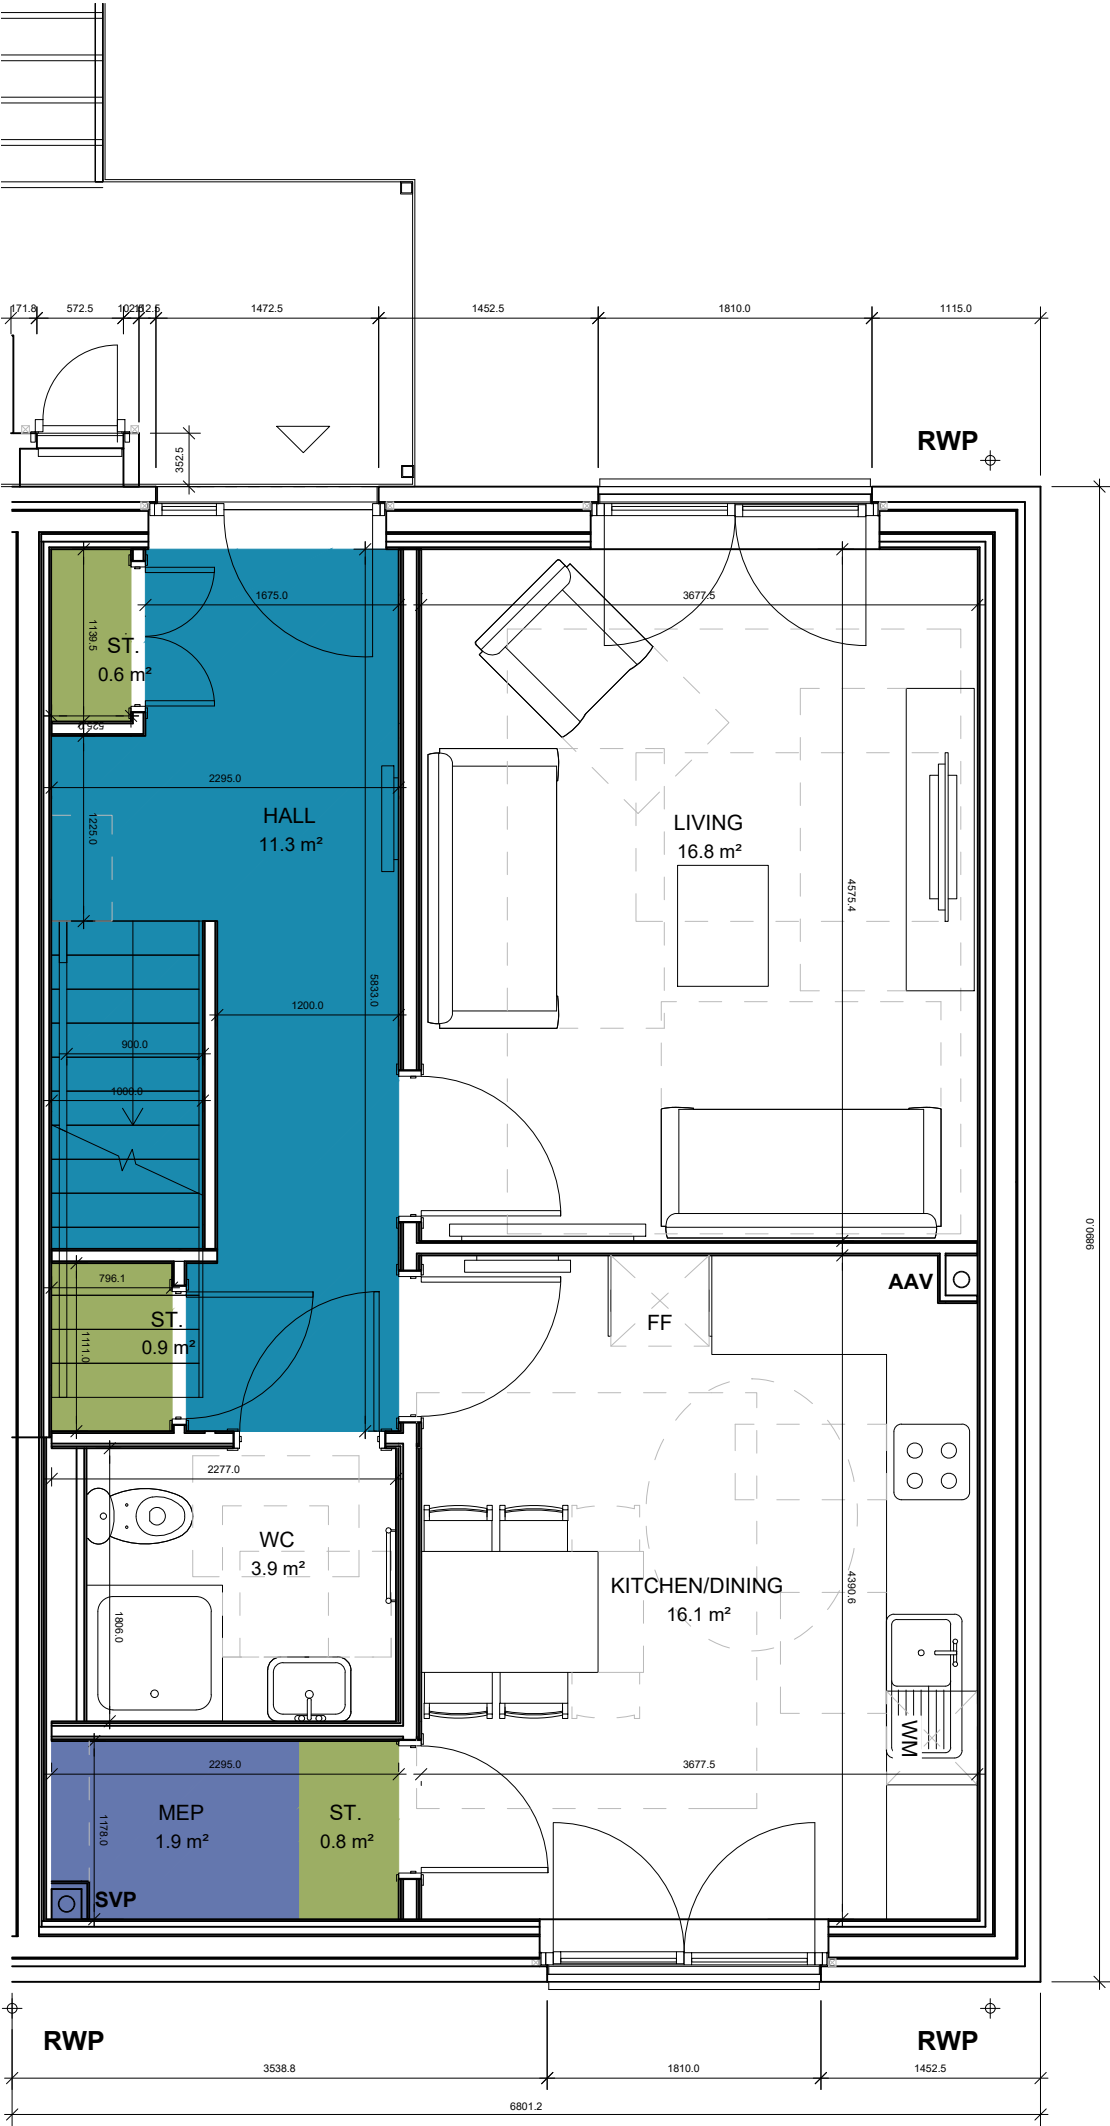 171.8 572.5 1472.5 1452.5 1810.0 1115.0
RWP
352.5
1675.0 3677.5
1139.5
ST.
0.6 m²
525.0
2295.0
HALL
11.3 m²
1225.0
LIVING
16.8 m²
4575.4
5833.0
1200.0
900.0
1000.0
9890.0
796.1
ST.
0.9 m²
1111.0
AAV
FF
2277.0
WC
3.9 m²
1806.0
KITCHEN/DINING
16.1 m²
4390.6
WM
2295.0 3677.5
MEP
1.9 m²
ST.
0.8 m²
1178.0
SVP
RWP RWP
3538.8 1810.0 1452.5
6801.2